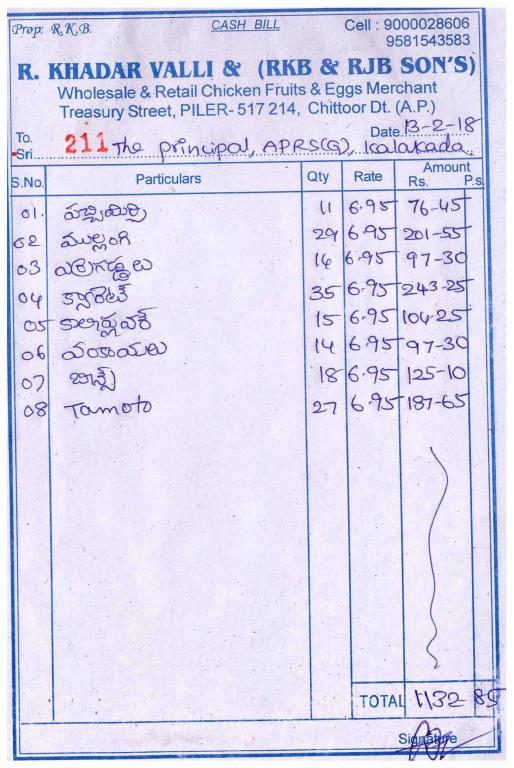 Prop: R.K.B. CASH BILL Cell : 9000028606
9581543583
R. KHADAR VALLI & (RKB & RJB SON'S)
Wholesale & Retail Chicken Fruits & Eggs Merchant
Treasury Street, PILER- 517 214, Chittoor Dt. (A.P.)
To. Date. 13-2-18
Sri 211 The principal, APRS(G), Kalakada
S.No. Particulars Qty Rate Amount Rs. P.s
01. పచ్చిమిర్చి 11 6.95 76-45
02 ముల్లంగి 29 6.95 201-55
03 ఎర్రగడ్డలు 14 6.95 97-30
04 క్యారెట్ 35 6.95 243-25
05 కాలీఫ్లవర్ 15 6.95 104-25
06 వంకాయలు 14 6.95 97-30
07 బీన్స్ 18 6.95 125-10
08 Tamoto 27 6.95 187-65
TOTAL 1132 85
Signature